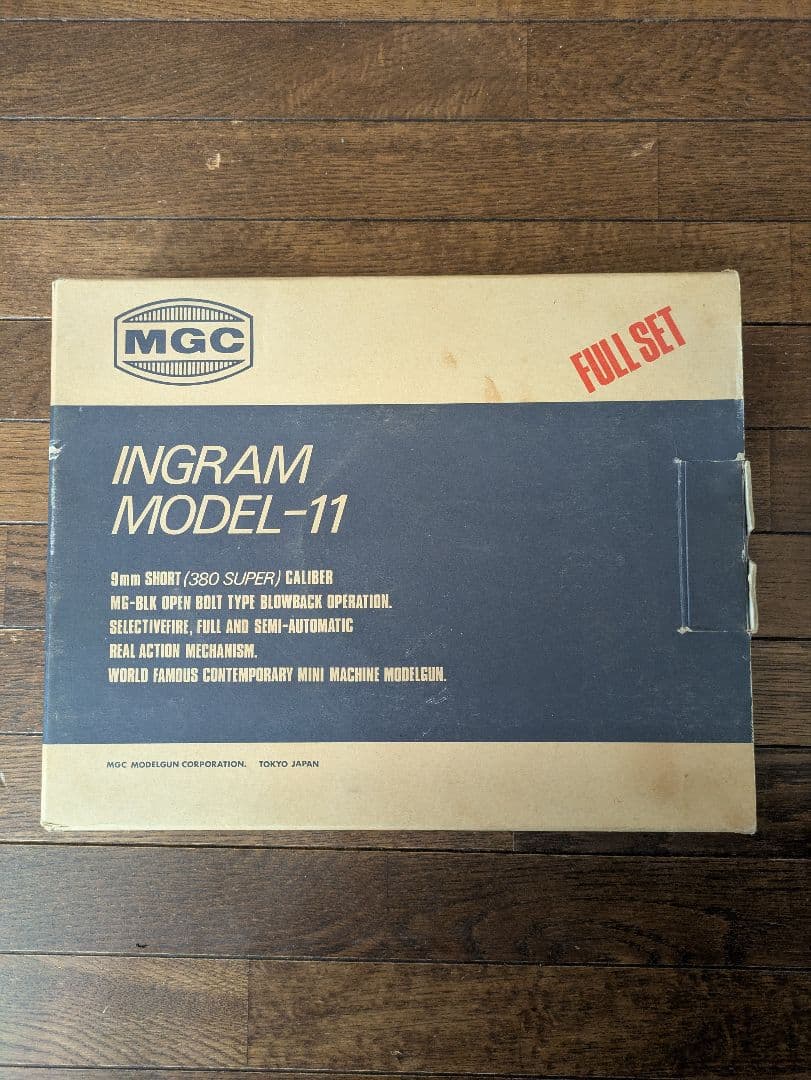 MGC
FULL SET
INGRAM
MODEL-11
9mm SHORT (380 SUPER) CALIBER
MG-BLK OPEN BOLT TYPE BLOWBACK OPERATION.
SELECTIVEFIRE, FULL AND SEMI-AUTOMATIC
REAL ACTION MECHANISM.
WORLD FAMOUS CONTEMPORARY MINI MACHINE MODELGUN.
MGC MODELGUN CORPORATION. TOKYO JAPAN